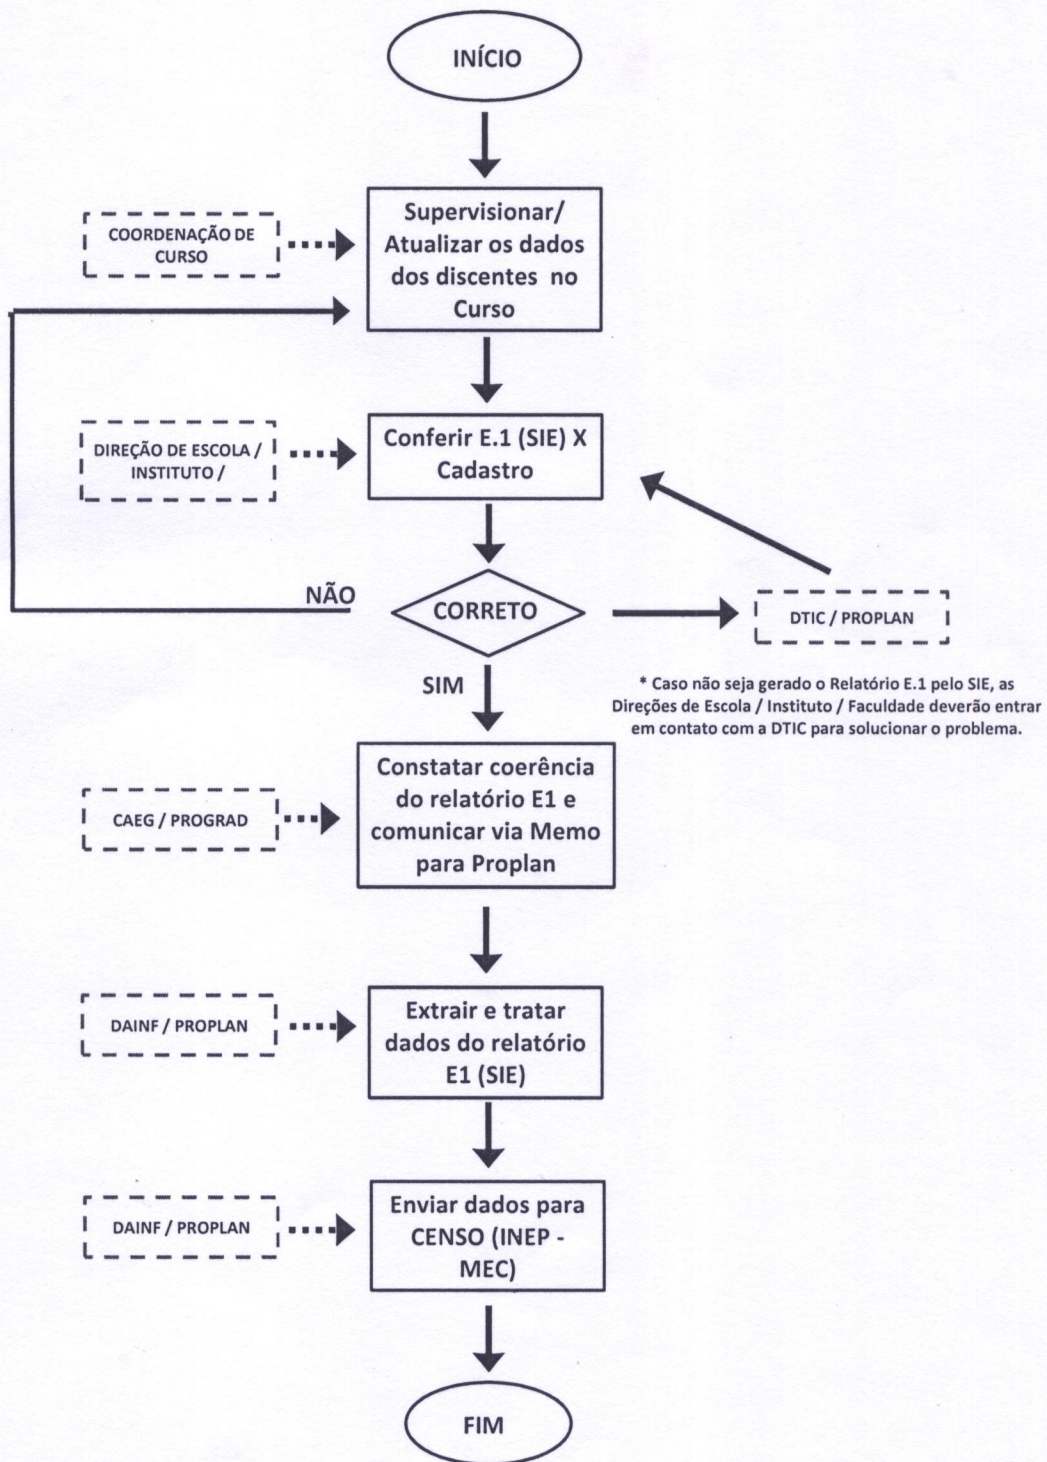 INÍCIO
COORDENAÇÃO DE
CURSO
Supervisionar/
Atualizar os dados
dos discentes no
Curso
DIREÇÃO DE ESCOLA /
INSTITUTO /
Conferir E.1 (SIE) X
Cadastro
NÃO
CORRETO
DTIC / PROPLAN
SIM
* Caso não seja gerado o Relatório E.1 pelo SIE, as
Direções de Escola / Instituto / Faculdade deverão entrar
em contato com a DTIC para solucionar o problema.
CAEG / PROGRAD
Constatar coerência
do relatório E1 e
comunicar via Memo
para Proplan
DAINF / PROPLAN
Extrair e tratar
dados do relatório
E1 (SIE)
DAINF / PROPLAN
Enviar dados para
CENSO (INEP -
MEC)
FIM